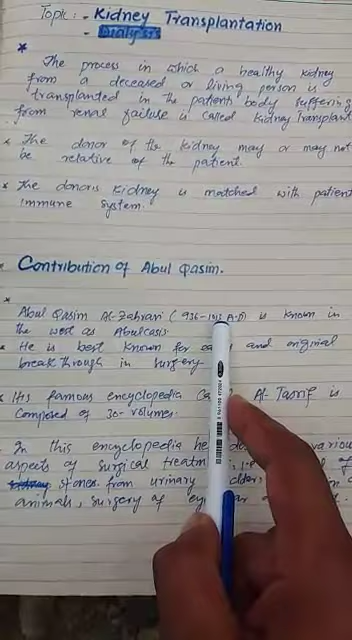 Topic:- Kidney Transplantation
- Dialysis
* The process in which a healthy kidney
from a deceased or living person is
transplanted in the patient body suffering
from renal failure is called kidney Transplant
* The donor of the kidney may or may not
be relative of the patient.
* The donor's kidney is matched with patient
immune system.
Contribution of Abul Qasim.
* Abul Qasim Al-Zahravi (936-1013 A.D) is known in
the west as Abulcasis
* He is best known for and original
breakthrough in surgery
* His famous encyclopedia Al-Tasrif is
Composed of 30-volumes.
In this encyclopedia he various
aspects of surgical
stones from urinary
animals, surgery of